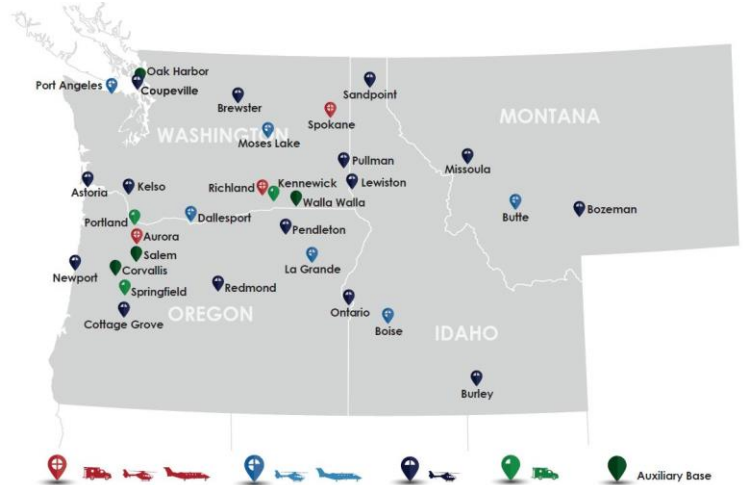 Oak Harbor
Port Angeles
Coupeville
Sandpoint
Brewster
Spokane
MONTANA
WASHINGTON
Moses Lake
Pullman
Missoula
Astoria
Kelso
Richland
Kennewick
Lewiston
Walla Walla
Portland
Dallesport
Butte
Bozeman
Pendleton
Aurora
Salem
Corvallis
La Grande
Newport
Springfield
Redmond
Ontario
OREGON
Cottage Grove
Boise
IDAHO
Burley
Auxiliary Base